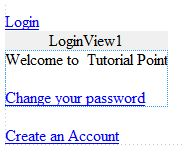 Login
LoginView1
Welcome to Tutorial Point
Change your password
Create an Account